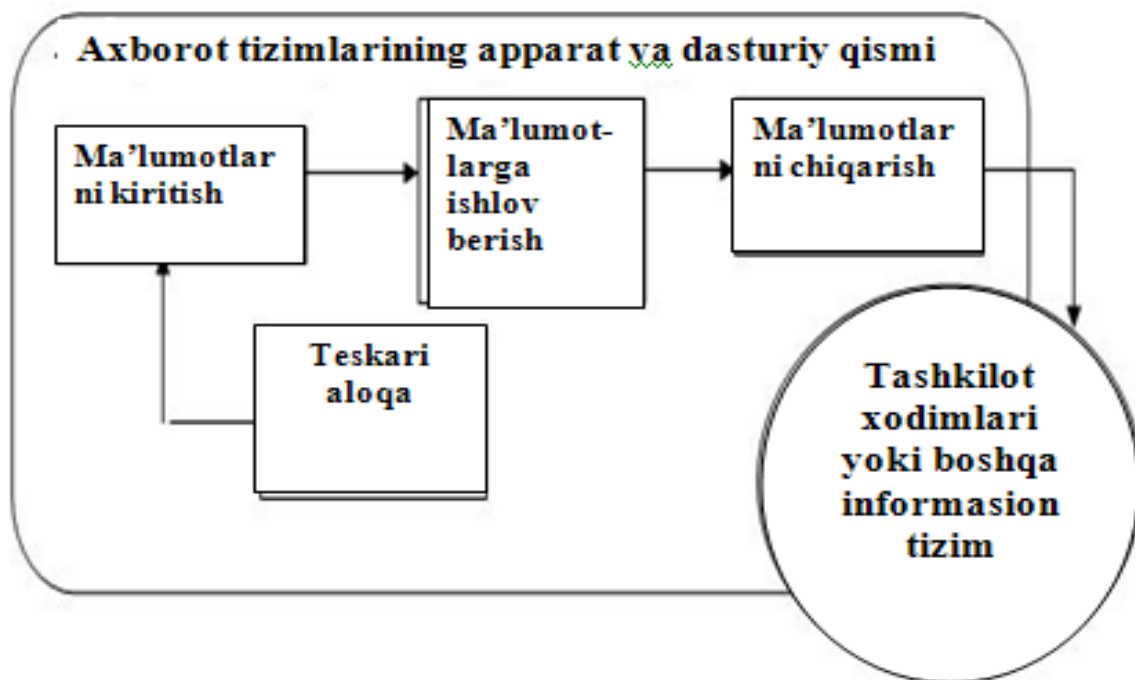 Axborot tizimlarining apparat ya dasturiy qismi
Ma’lumotlar
ni kiritish
Ma’lumot-
larga
ishlov
berish
Ma’lumotlar
ni chiqarish
Teskari
aloqa
Tashkilot
xodimlari
yoki boshqa
informasion
tizim